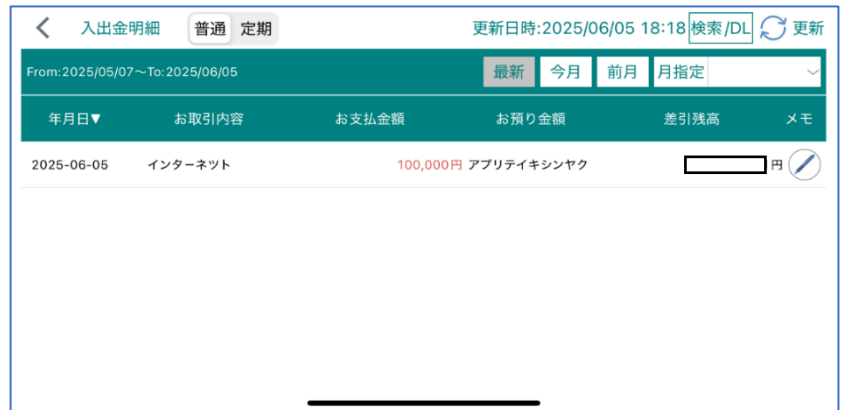 入出金明細 普通 定期 更新日時:2025/06/05 18:18 検索/DL 更新
From:2025/05/07～To:2025/06/05 最新 今月 前月 月指定
年月日▼ お取引内容 お支払金額 お預り金額 差引残高 メモ
2025-06-05 インターネツト 100,000円 アプリテイキシンヤク 円